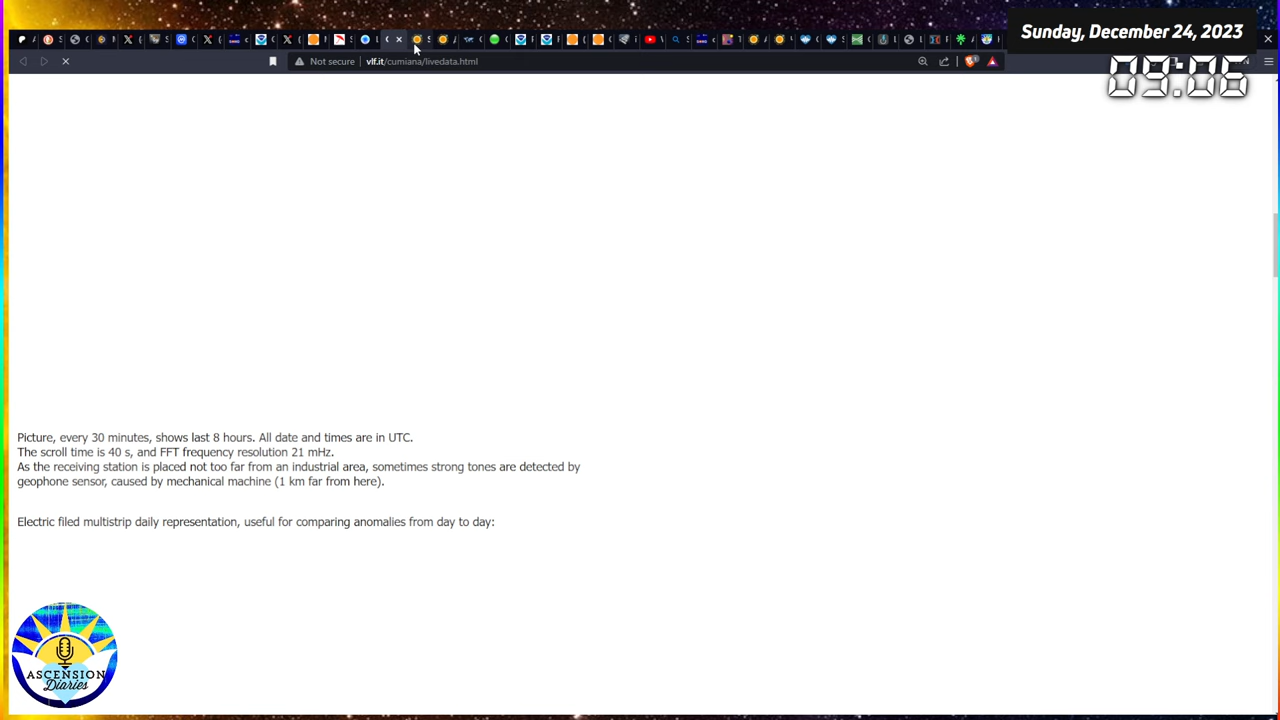 Sunday, December 24, 2023
09:06
Not secure
vlf.it/cumiana/livedata.html
Picture, every 30 minutes, shows last 8 hours. All date and times are in UTC.
The scroll time is 40 s, and FFT frequency resolution 21 mHz.
As the receiving station is placed not too far from an industrial area, sometimes strong tones are detected by
geophone sensor, caused by mechanical machine (1 km far from here).
Electric filed multistrip daily representation, useful for comparing anomalies from day to day:
ASCENSION
Diaries